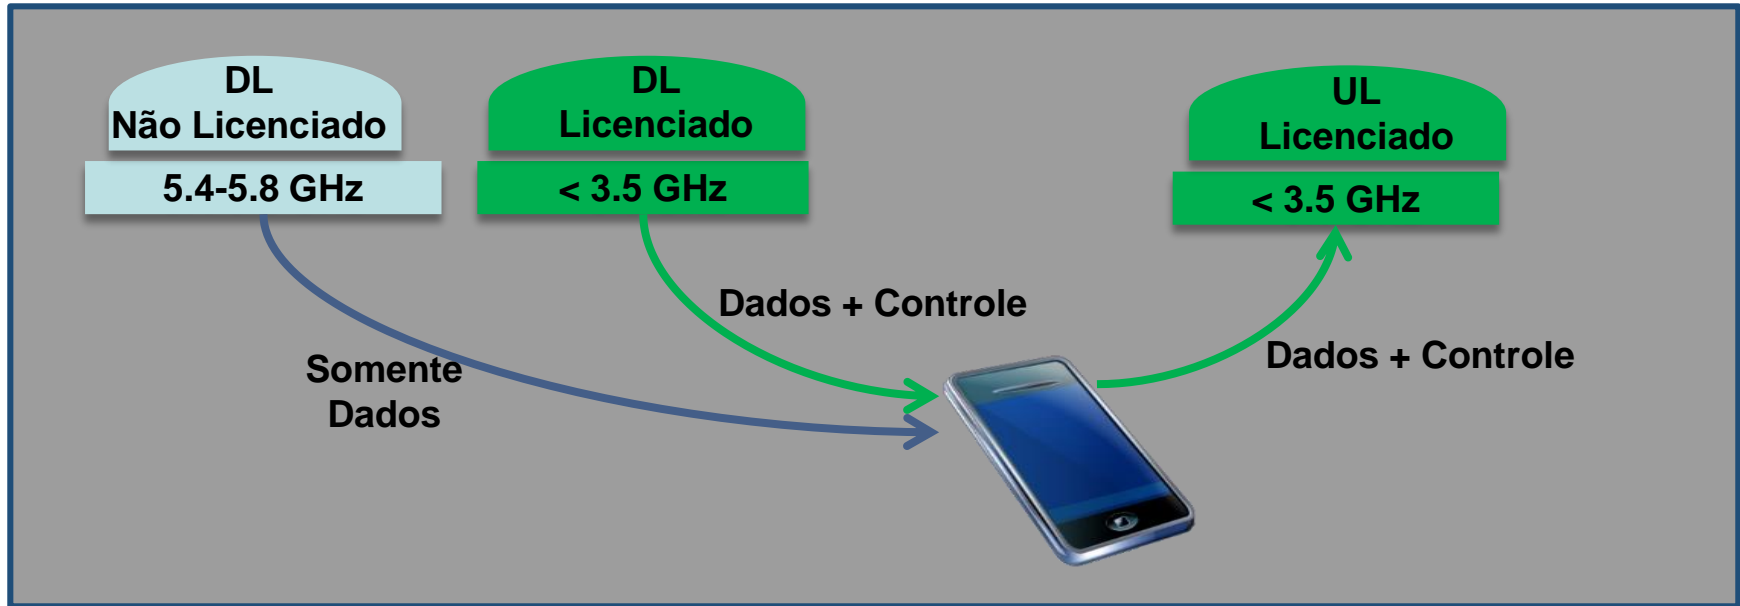 DL
Não Licenciado
5.4-5.8 GHz
DL
Licenciado
< 3.5 GHz
UL
Licenciado
< 3.5 GHz
Dados + Controle
Somente
Dados
Dados + Controle